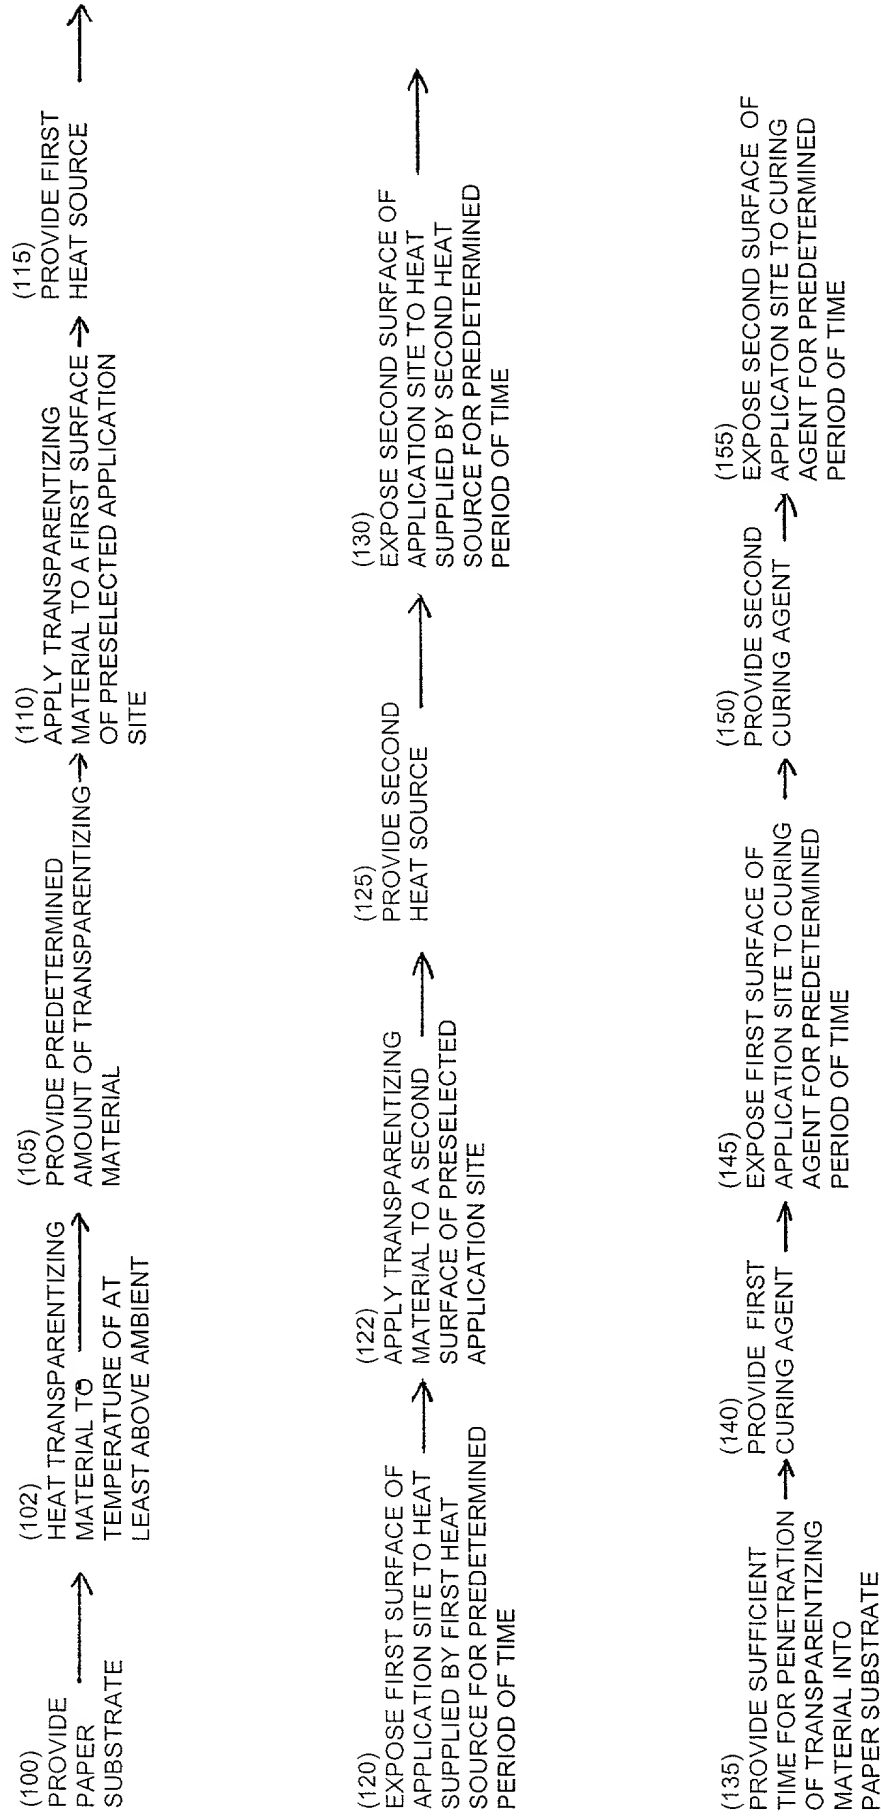 (100)
PROVIDE
PAPER
SUBSTRATE
(102)
HEAT TRANSPARENTIZING
MATERIAL TO
TEMPERATURE OF AT
LEAST ABOVE AMBIENT
(105)
PROVIDE PREDETERMINED
AMOUNT OF TRANSPARENTIZING
MATERIAL
(110)
APPLY TRANSPARENTIZING
MATERIAL TO A FIRST SURFACE
OF PRESELECTED APPLICATION
SITE
(115)
PROVIDE FIRST
HEAT SOURCE
(120)
EXPOSE FIRST SURFACE OF
APPLICATION SITE TO HEAT
SUPPLIED BY FIRST HEAT
SOURCE FOR PREDETERMINED
PERIOD OF TIME
(122)
APPLY TRANSPARENTIZING
MATERIAL TO A SECOND
SURFACE OF PRESELECTED
APPLICATION SITE
(125)
PROVIDE SECOND
HEAT SOURCE
(130)
EXPOSE SECOND SURFACE OF
APPLICATION SITE TO HEAT
SUPPLIED BY SECOND HEAT
SOURCE FOR PREDETERMINED
PERIOD OF TIME
(135)
PROVIDE SUFFICIENT
TIME FOR PENETRATION
OF TRANSPARENTIZING
MATERIAL INTO
PAPER SUBSTRATE
(140)
PROVIDE FIRST
CURING AGENT
(145)
EXPOSE FIRST SURFACE OF
APPLICATION SITE TO CURING
AGENT FOR PREDETERMINED
PERIOD OF TIME
(150)
PROVIDE SECOND
CURING AGENT
(155)
EXPOSE SECOND SURFACE OF
APPLICATON SITE TO CURING
AGENT FOR PREDETERMINED
PERIOD OF TIME